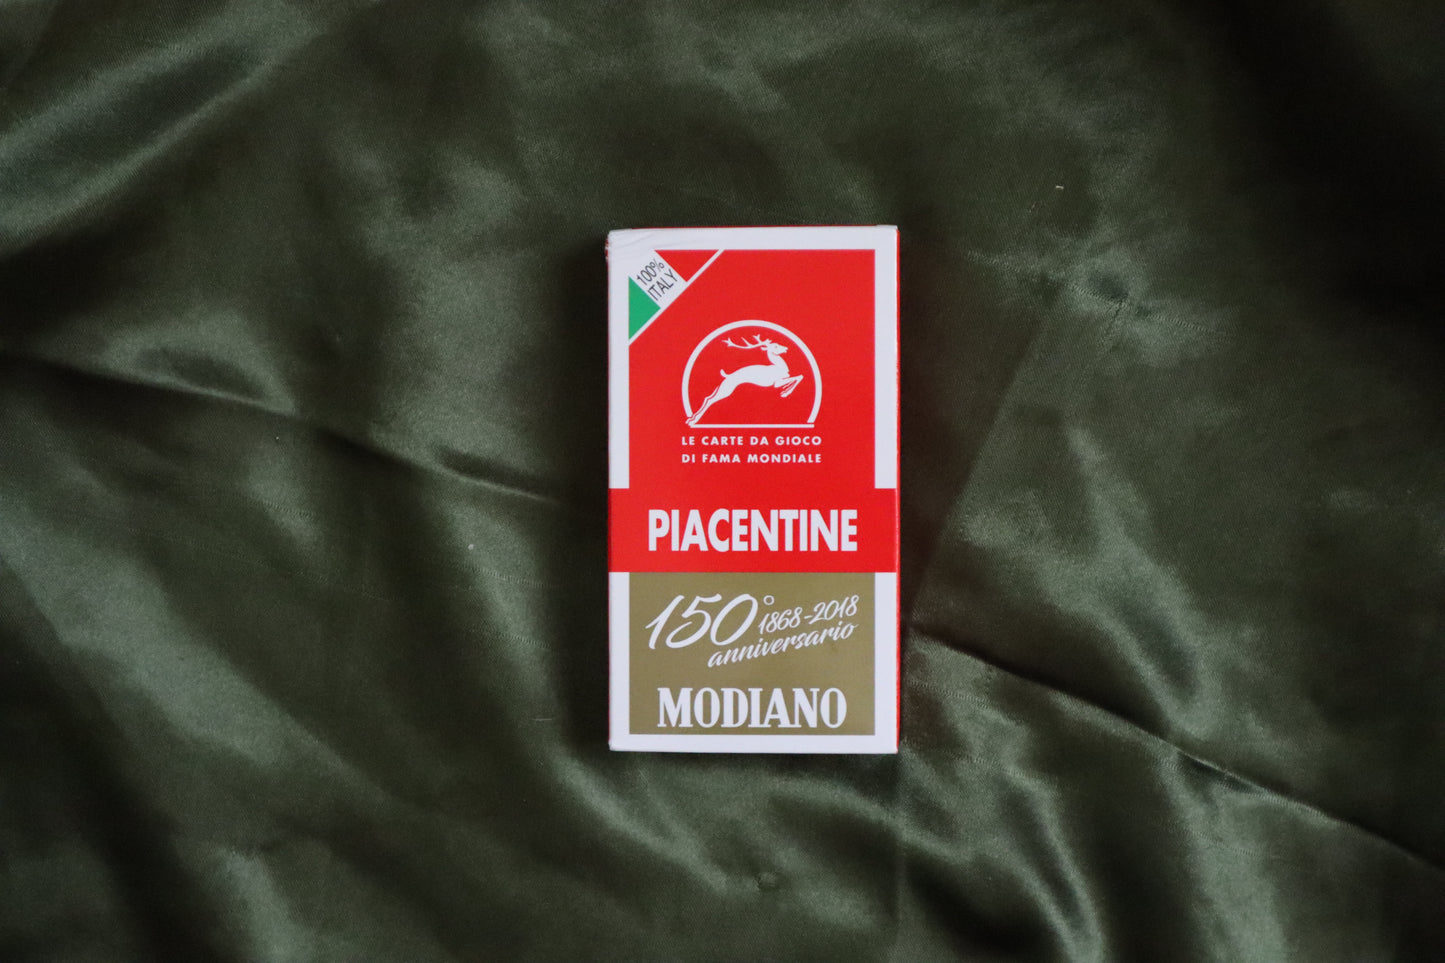 100%
ITALY
LE CARTE DA GIOCO
DI FAMA MONDIALE
PIACENTINE
150° 1868-2018
anniversario
MODIANO